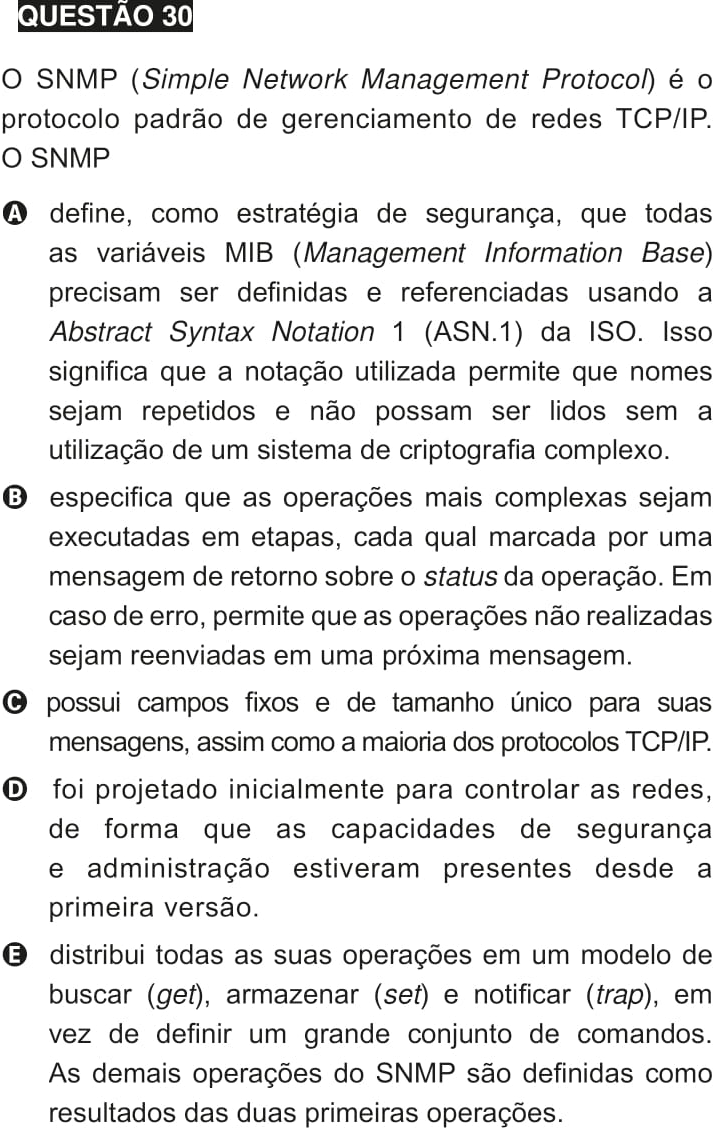 QUESTÃO 30
O SNMP (Simple Network Management Protocol) é o
protocolo padrão de gerenciamento de redes TCP/IP.
O SNMP
A define, como estratégia de segurança, que todas
as variáveis MIB (Management Information Base)
precisam ser definidas e referenciadas usando a
Abstract Syntax Notation 1 (ASN.1) da ISO. Isso
significa que a notação utilizada permite que nomes
sejam repetidos e não possam ser lidos sem a
utilização de um sistema de criptografia complexo.
B especifica que as operações mais complexas sejam
executadas em etapas, cada qual marcada por uma
mensagem de retorno sobre o status da operação. Em
caso de erro, permite que as operações não realizadas
sejam reenviadas em uma próxima mensagem.
C possui campos fixos e de tamanho único para suas
mensagens, assim como a maioria dos protocolos TCP/IP.
D foi projetado inicialmente para controlar as redes,
de forma que as capacidades de segurança
e administração estiveram presentes desde a
primeira versão.
E distribui todas as suas operações em um modelo de
buscar (get), armazenar (set) e notificar (trap), em
vez de definir um grande conjunto de comandos.
As demais operações do SNMP são definidas como
resultados das duas primeiras operações.